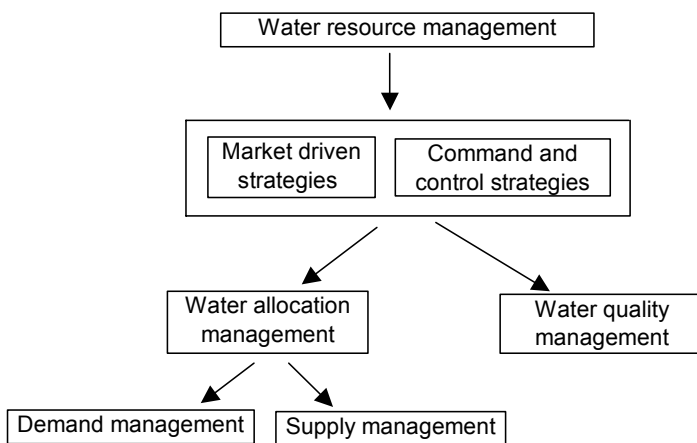 Water resource management
Market driven
strategies
Command and
control strategies
Water allocation
management
Water quality
management
Demand management
Supply management